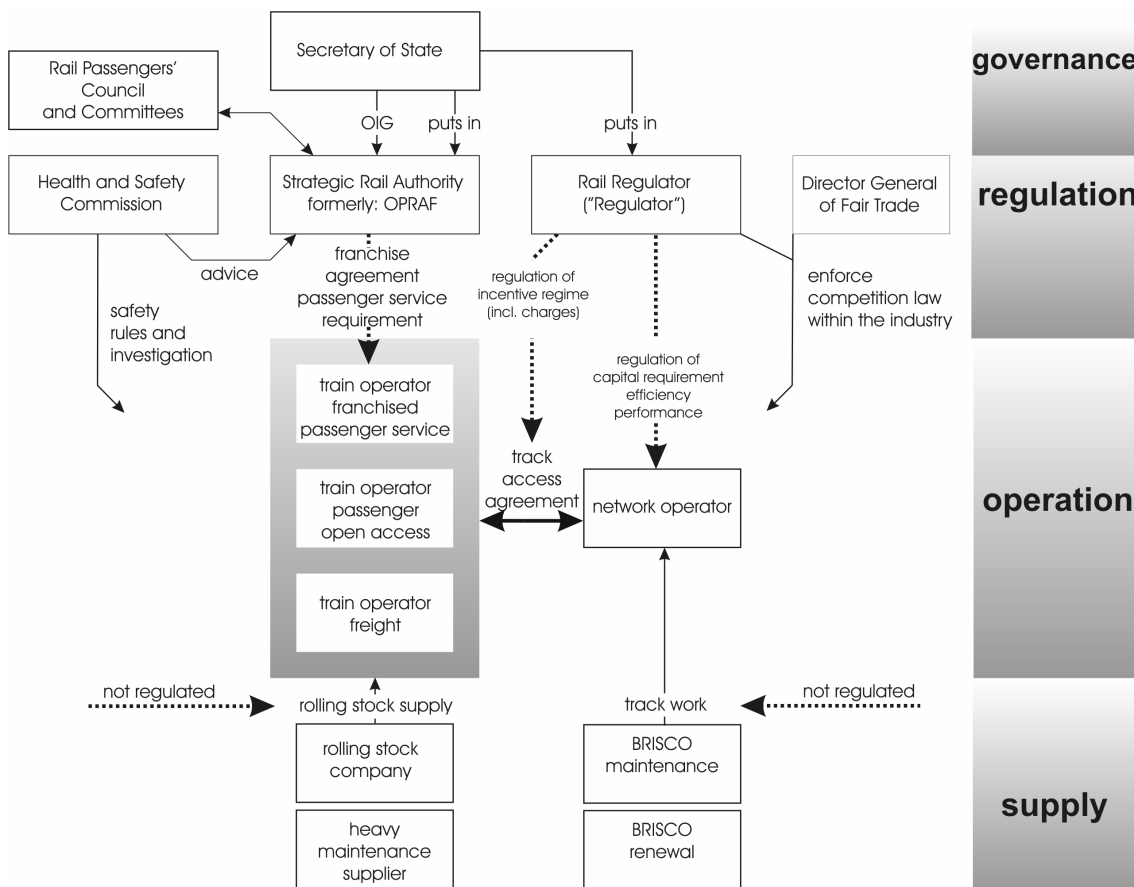 Secretary of State
governance
Rail Passengers'
Council
and Committees
OIG
puts in
puts in
Health and Safety
Commission
Strategic Rail Authority
formerly: OPRAF
Rail Regulator
("Regulator")
Director General
of Fair Trade
regulation
advice
franchise
agreement
passenger service
requirement
regulation of
incentive regime
(incl. charges)
enforce
competition law
within the industry
safety
rules and
investigation
regulation of
capital requirement
efficiency
performance
train operator
franchised
passenger service
track
access
agreement
train operator
passenger
open access
network operator
operation
train operator
freight
not regulated
rolling stock supply
track work
not regulated
rolling stock
company
BRISCO
maintenance
supply
heavy
maintenance
supplier
BRISCO
renewal